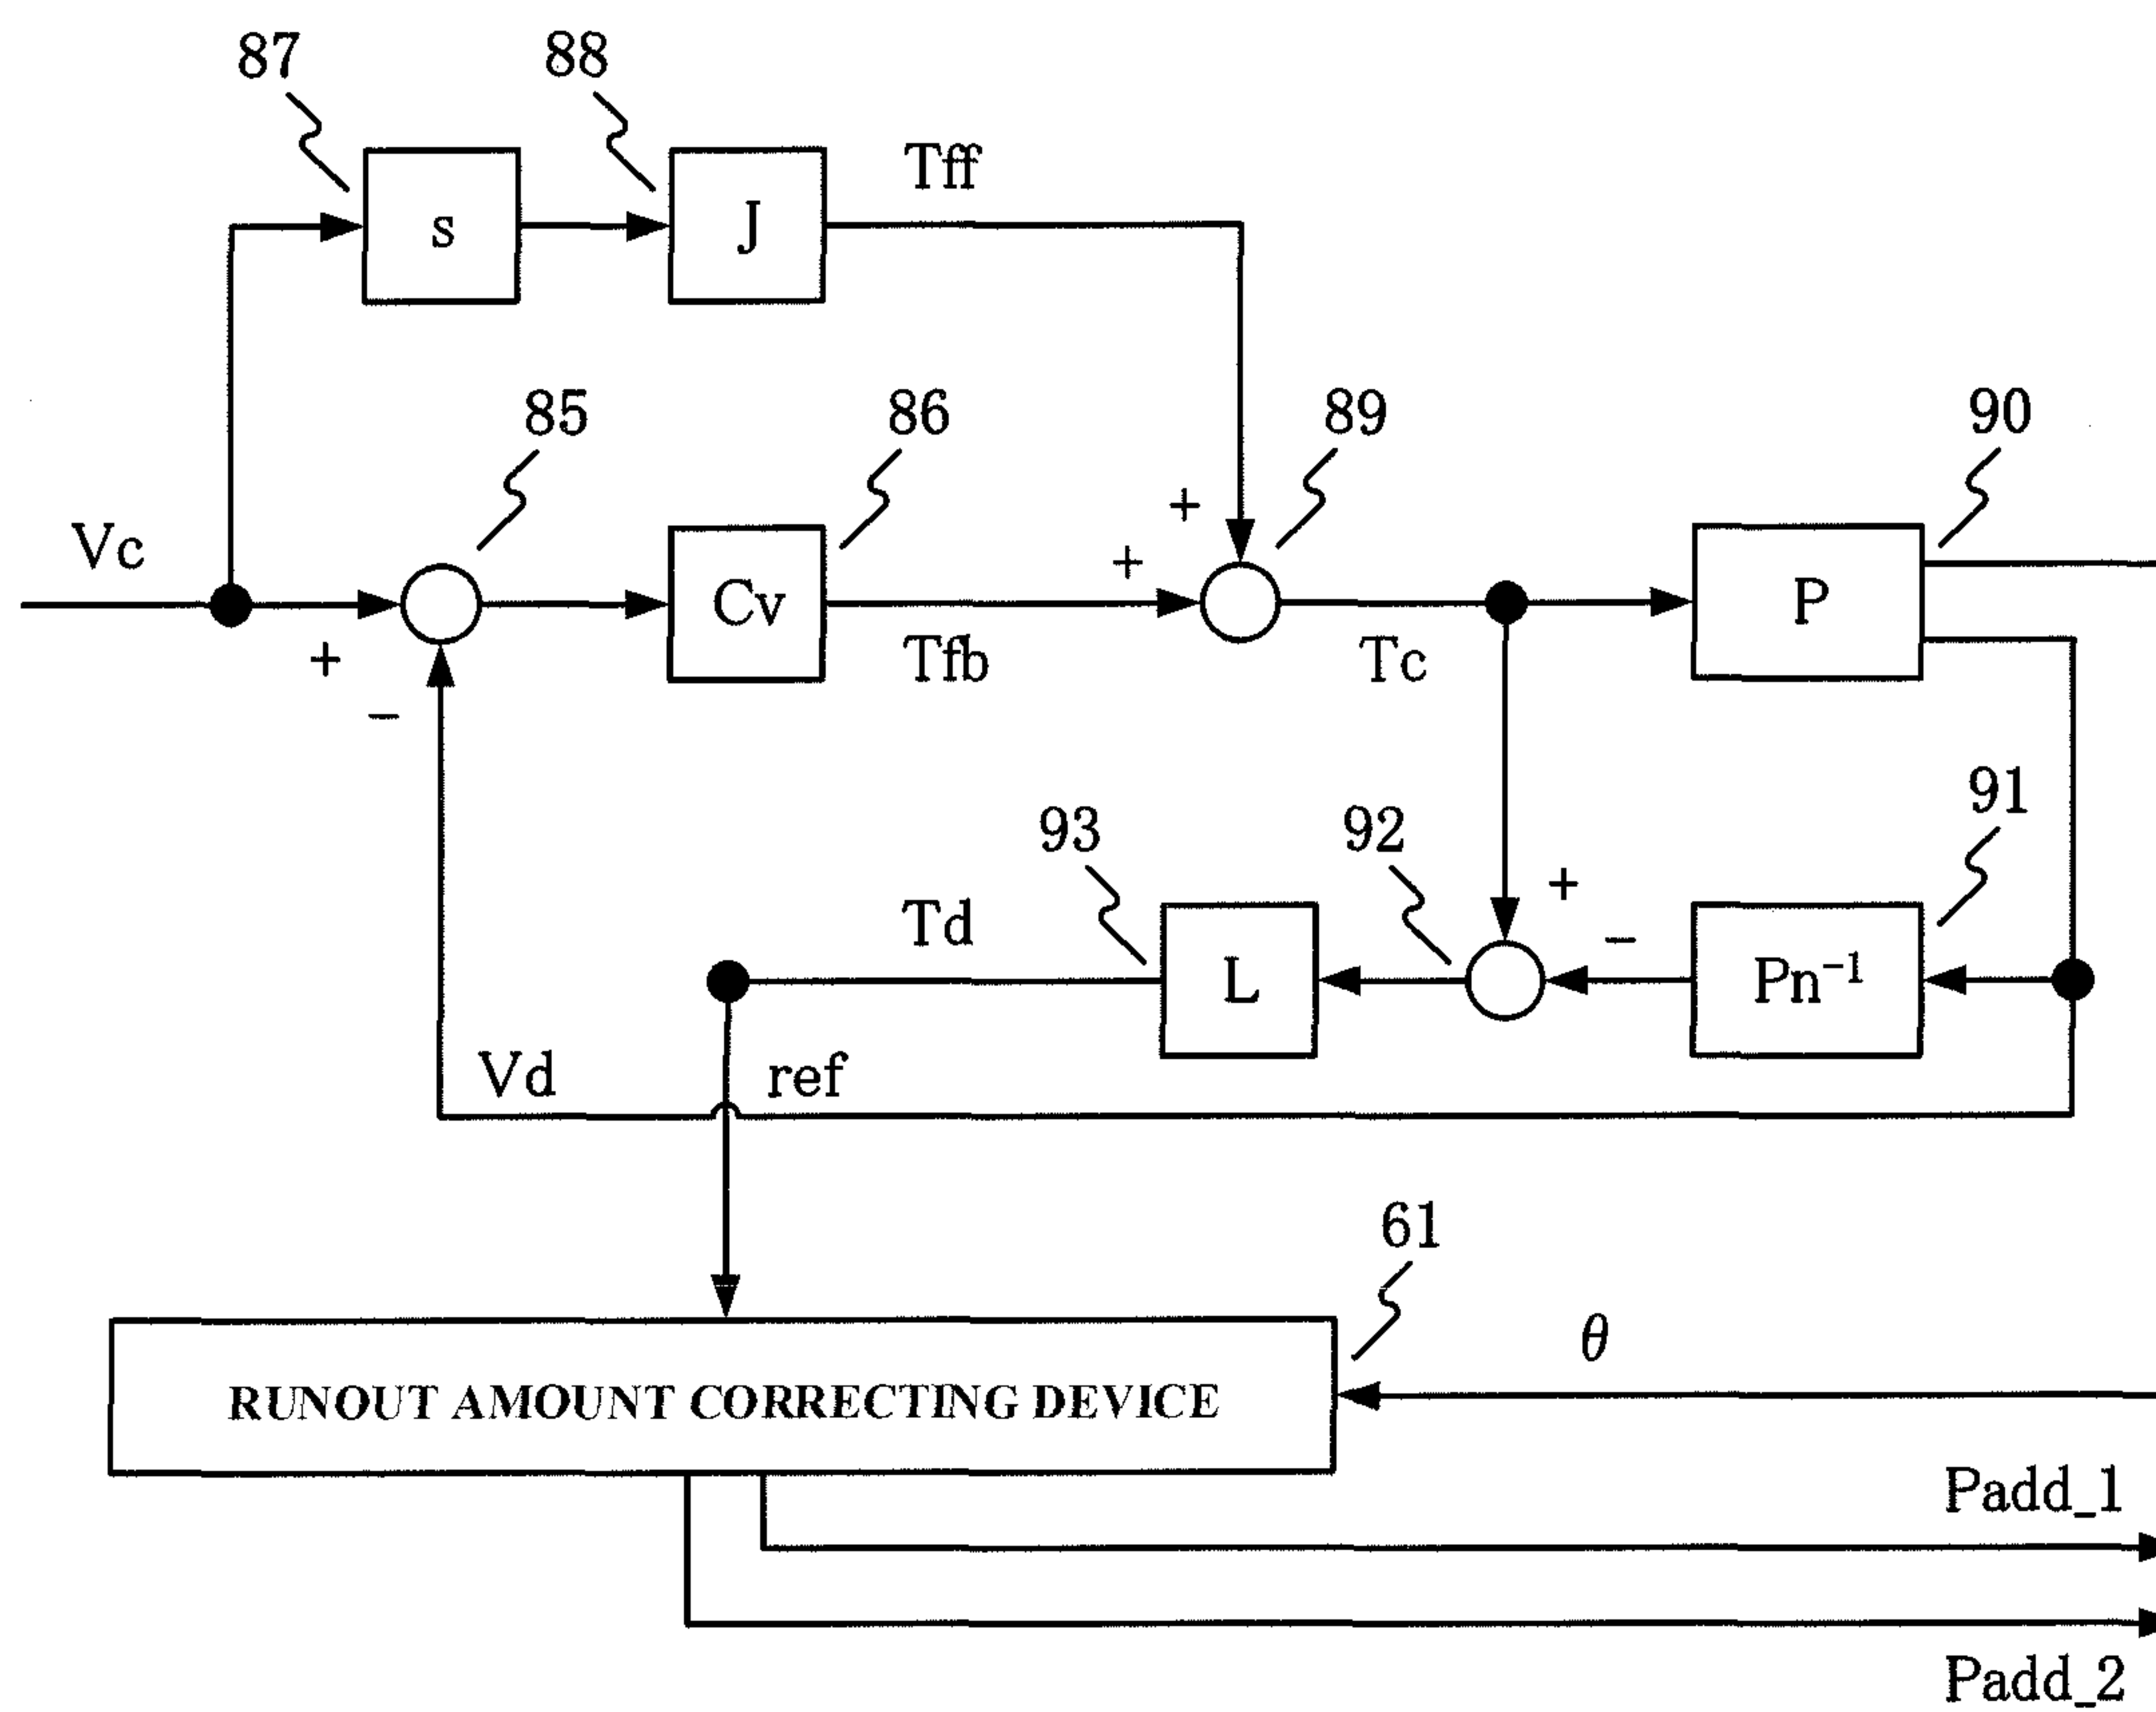 87
88
Tff
s
J
85
86
89
90
+
Vc
+
Cv
P
+
Tfb
Tc
−
91
93
92
+
Td
−
L
Pn⁻¹
Vd
ref
61
θ
RUNOUT AMOUNT CORRECTING DEVICE
Padd_1
Padd_2